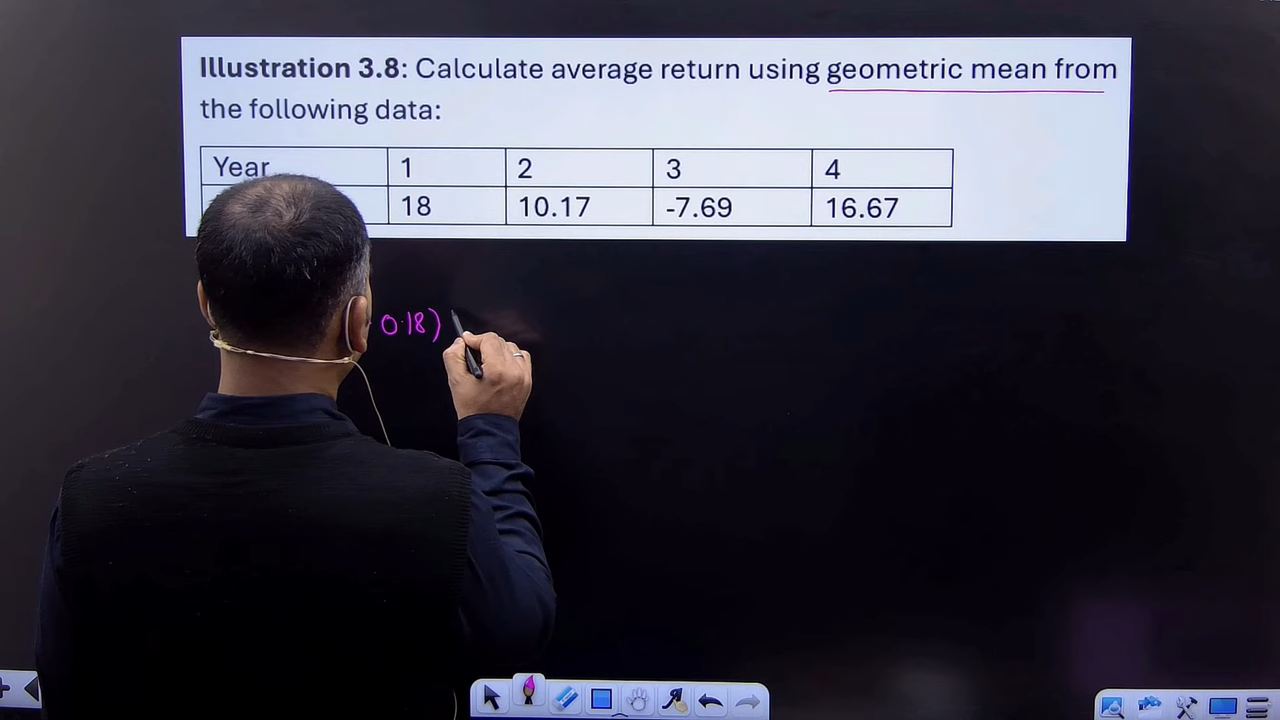 Illustration 3.8: Calculate average return using geometric mean from
the following data:
Year 1 2 3 4
18 10.17 -7.69 16.67
0.18)